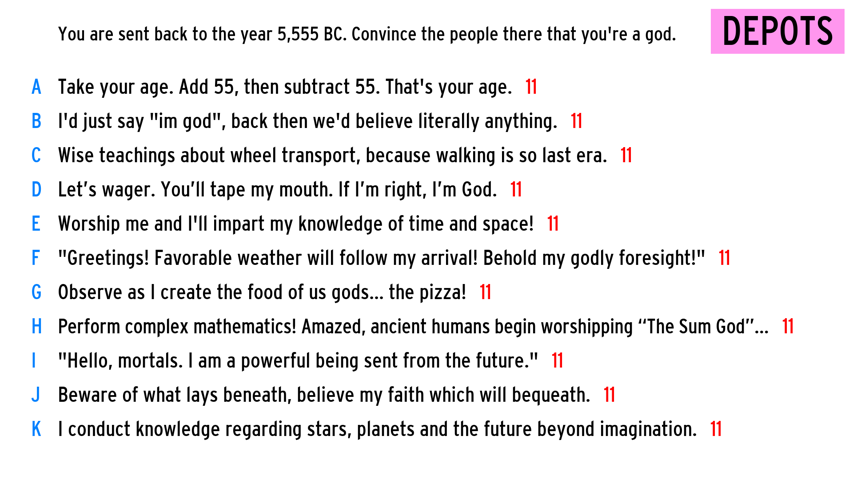 You are sent back to the year 5,555 BC. Convince the people there that you're a god.
DEPOTS
A Take your age. Add 55, then subtract 55. That's your age. 11
B I'd just say "im god", back then we'd believe literally anything. 11
C Wise teachings about wheel transport, because walking is so last era. 11
D Let’s wager. You’ll tape my mouth. If I’m right, I’m God. 11
E Worship me and I'll impart my knowledge of time and space! 11
F "Greetings! Favorable weather will follow my arrival! Behold my godly foresight!" 11
G Observe as I create the food of us gods... the pizza! 11
H Perform complex mathematics! Amazed, ancient humans begin worshipping “The Sum God”... 11
I "Hello, mortals. I am a powerful being sent from the future." 11
J Beware of what lays beneath, believe my faith which will bequeath. 11
K I conduct knowledge regarding stars, planets and the future beyond imagination. 11